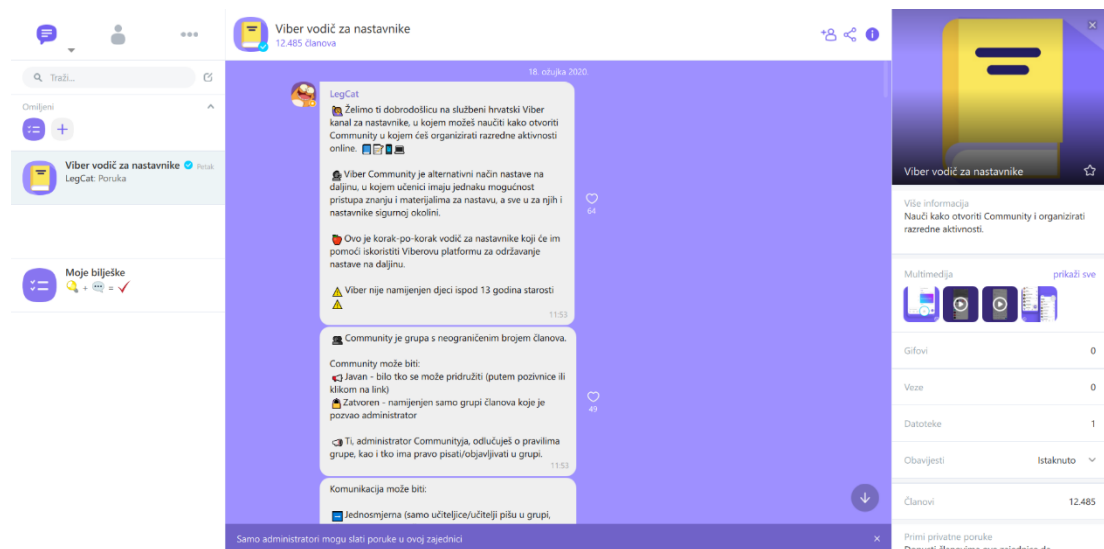 Traži...
Omiljeni
Viber vodič za nastavnike Petak
LegCat: Poruka
Moje bilješke
+ =
Viber vodič za nastavnike
12.485 članova
18. ožujka 2020.
LegCat
Želimo ti dobrodošlicu na službeni hrvatski Viber
kanal za nastavnike, u kojem možeš naučiti kako otvoriti
Community u kojem ćeš organizirati razredne aktivnosti
online.
Viber Community je alternativni način nastave na
daljinu, u kojem učenici imaju jednaku mogućnost
pristupa znanju i materijalima za nastavu, a sve u za njih i
nastavnike sigurnoj okolini.
64
Ovo je korak-po-korak vodič za nastavnike koji će im
pomoći iskoristiti Viberovu platformu za održavanje
nastave na daljinu.
Viber nije namijenjen djeci ispod 13 godina starosti
11:53
Community je grupa s neograničenim brojem članova.
Community može biti:
Javan - bilo tko se može pridružiti (putem pozivnice ili
klikom na link)
Zatvoren - namijenjen samo grupi članova koje je
pozvao administrator
49
Ti, administrator Communityja, odlučuješ o pravilima
grupe, kao i tko ima pravo pisati/objavljivati u grupi.
11:53
Komunikacija može biti:
Jednosmjerna (samo učiteljice/učitelji pišu u grupi,
Samo administratori mogu slati poruke u ovoj zajednici
Viber vodič za nastavnike
Više informacija
Nauči kako otvoriti Community i organizirati
razredne aktivnosti.
Multimedija prikaži sve
Gifovi 0
Veze 0
Datoteke 1
Obavijesti Istaknuto
Članovi 12.485
Primi privatne poruke